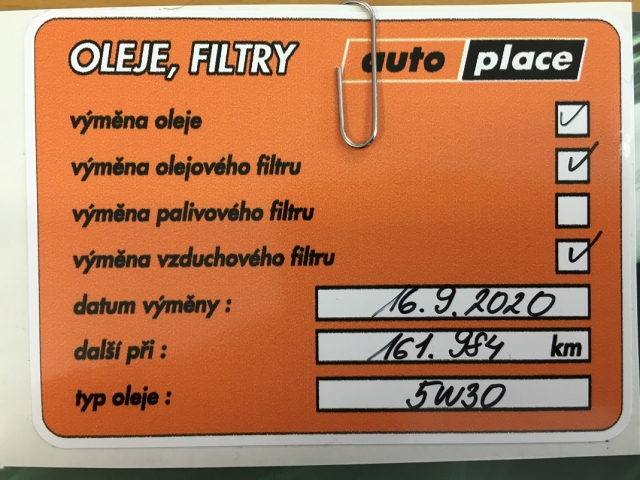 OLEJE, FILTRY auto place
výměna oleje
výměna olejového filtru
výměna palivového filtru
výměna vzduchového filtru
datum výměny : 16.9.2020
další při : 161.984 km
typ oleje : 5W30